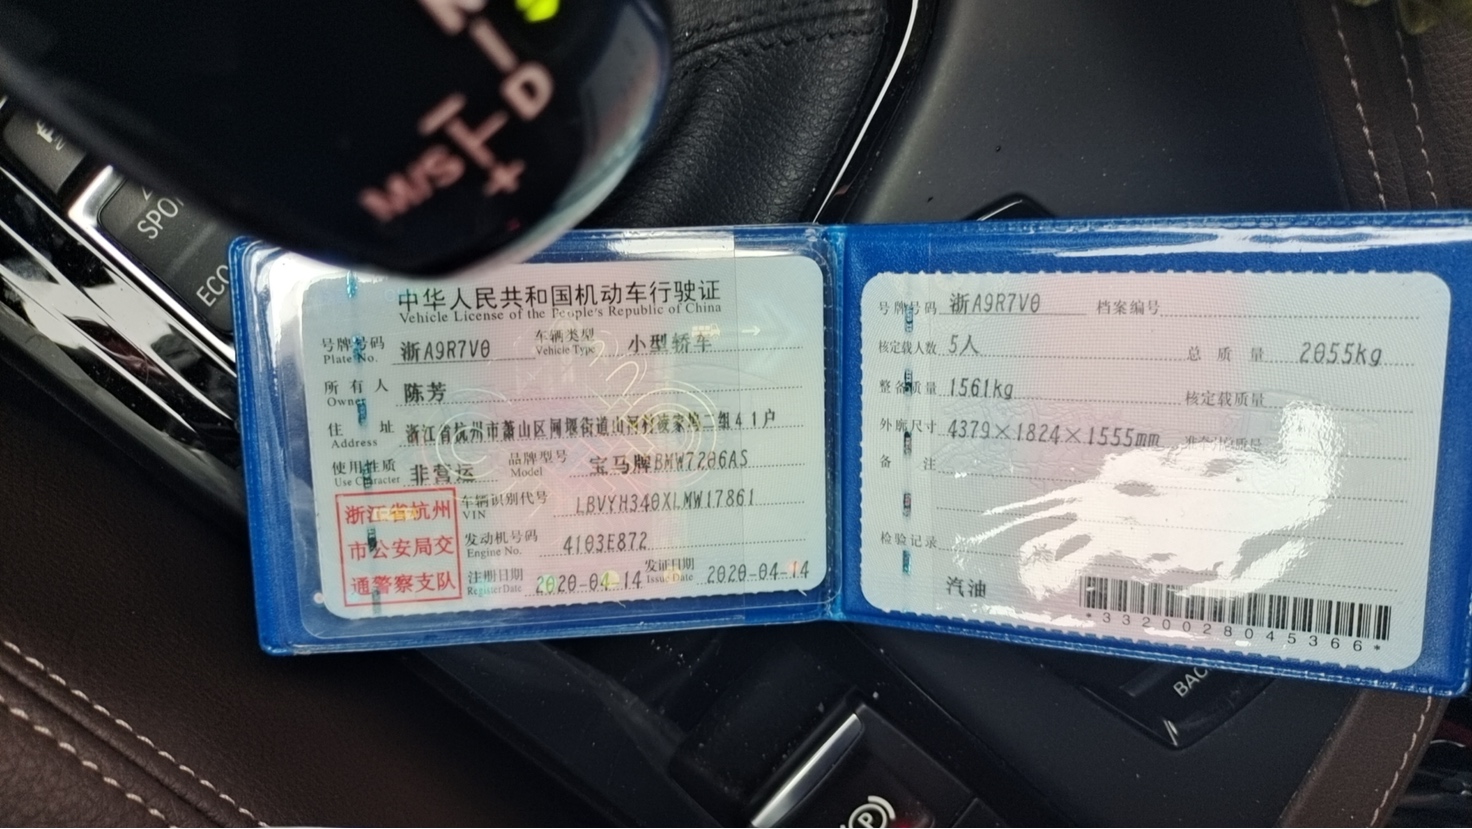 N
D
M/S
+
SPO
ECO
中华人民共和国机动车行驶证
Vehicle License of the People's Republic of China
号牌号码 浙A9R7V0 车辆类型 小型轿车
Plate No. Vehicle Type
所有人 陈芳
Owner
住址 浙江省杭州市萧山区闻堰街道山河村 二组41户
Address
使用性质 非营运 品牌型号 宝马牌BMW7206AS
Use Character Model
浙江省杭州
市公安局交
通警察支队
车辆识别代号 LBVYH340XLMW17861
VIN
发动机号码 4103E872
Engine No.
注册日期 2020-04-14 发证日期 2020-04-14
Register Date Issue Date
号牌号码 浙A9R7V0 档案编号
核定载人数 5人 总质量 2055kg
整备质量 1561kg 核定载质量
外廓尺寸 4379×1824×1555mm
备注
检验记录
汽油
*3320028045366*
BAC
P